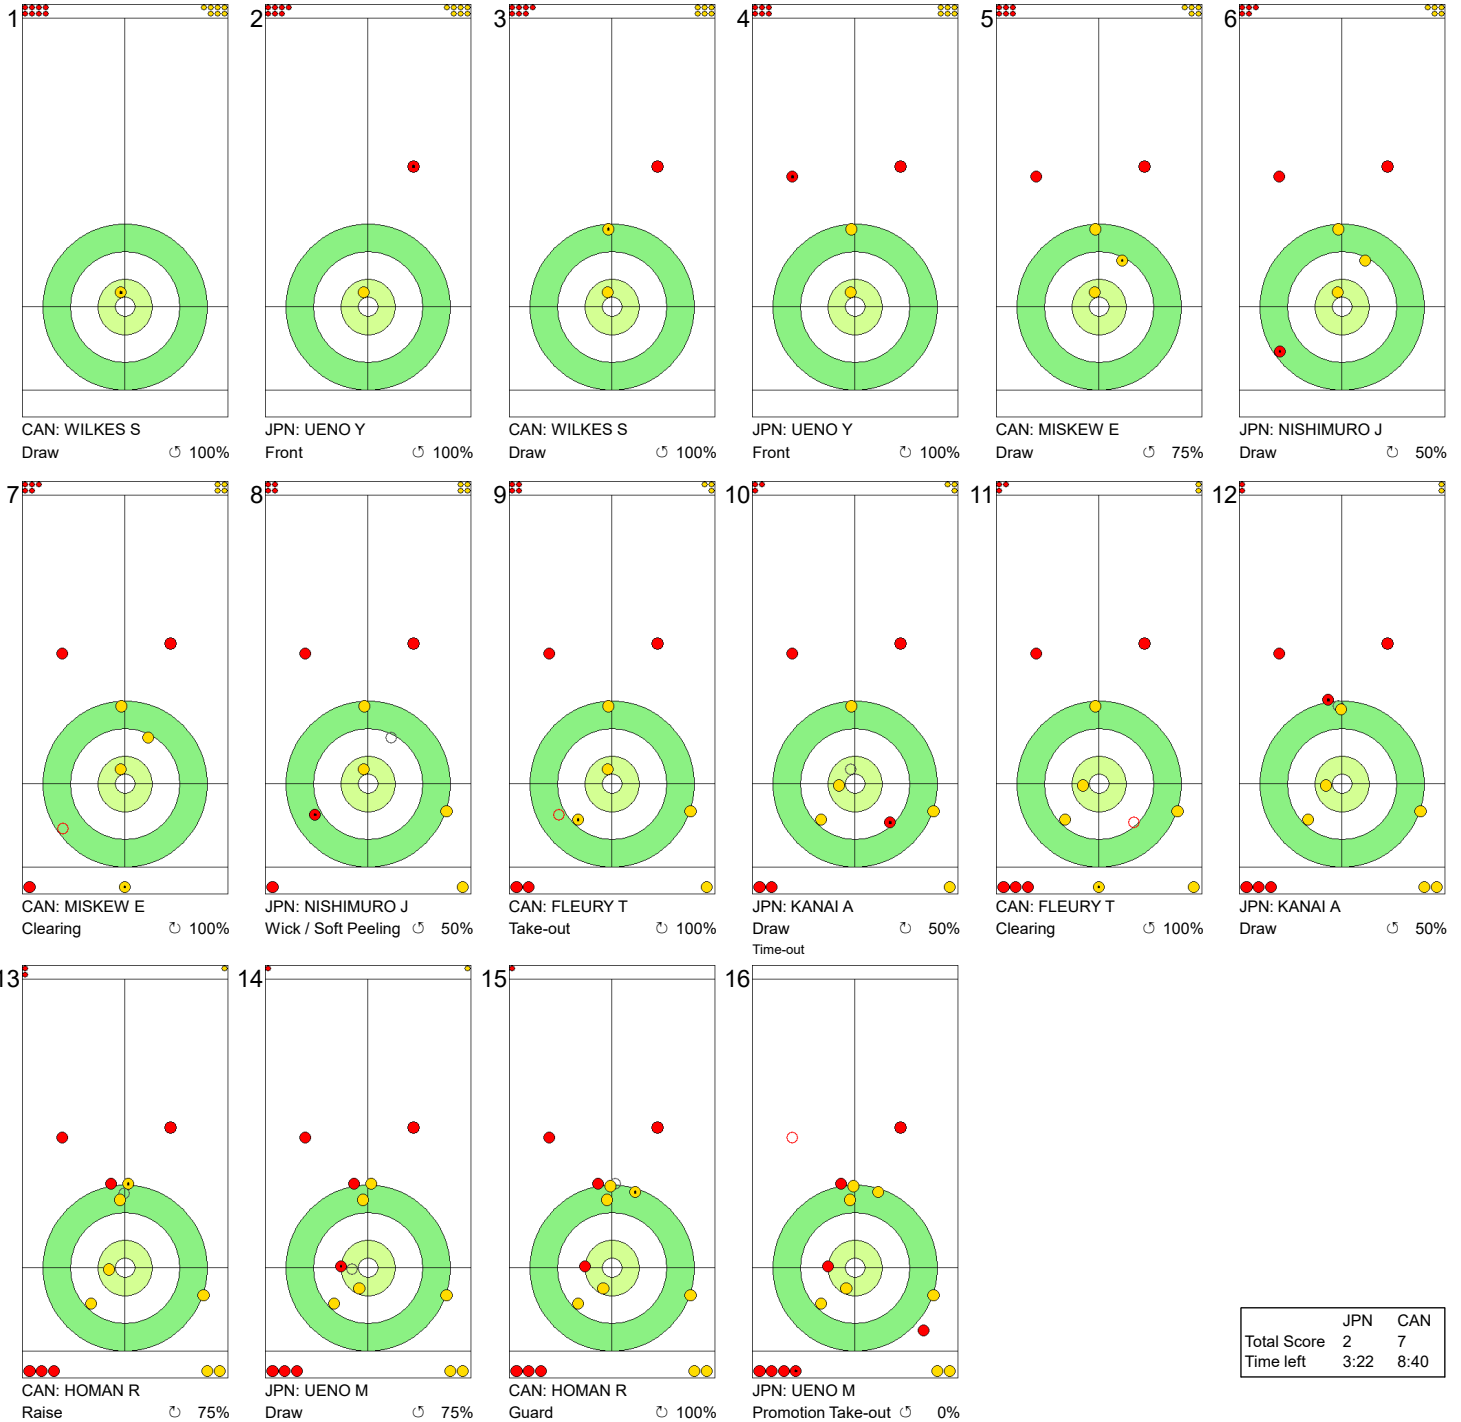 1 2 3 4 5 6
CAN: WILKES S JPN: UENO Y CAN: WILKES S JPN: UENO Y CAN: MISKEW E JPN: NISHIMURO J
Draw ↺ 100% Front ↺ 100% Draw ↻ 100% Front ↻ 100% Draw ↺ 75% Draw ↺ 50%
7 8 9 10 11 12
CAN: MISKEW E JPN: NISHIMURO J CAN: FLEURY T JPN: KANAI A CAN: FLEURY T JPN: KANAI A
Clearing ↻ 100% Wick / Soft Peeling ↺ 50% Take-out ↻ 100% Draw ↻ 50% Clearing ↺ 100% Draw ↺ 50%
Time-out
13 14 15 16
JPN CAN
Total Score 2 7
Time left 3:22 8:40
CAN: HOMAN R JPN: UENO M CAN: HOMAN R JPN: UENO M
Raise ↻ 75% Draw ↻ 75% Guard ↻ 100% Promotion Take-out ↺ 0%